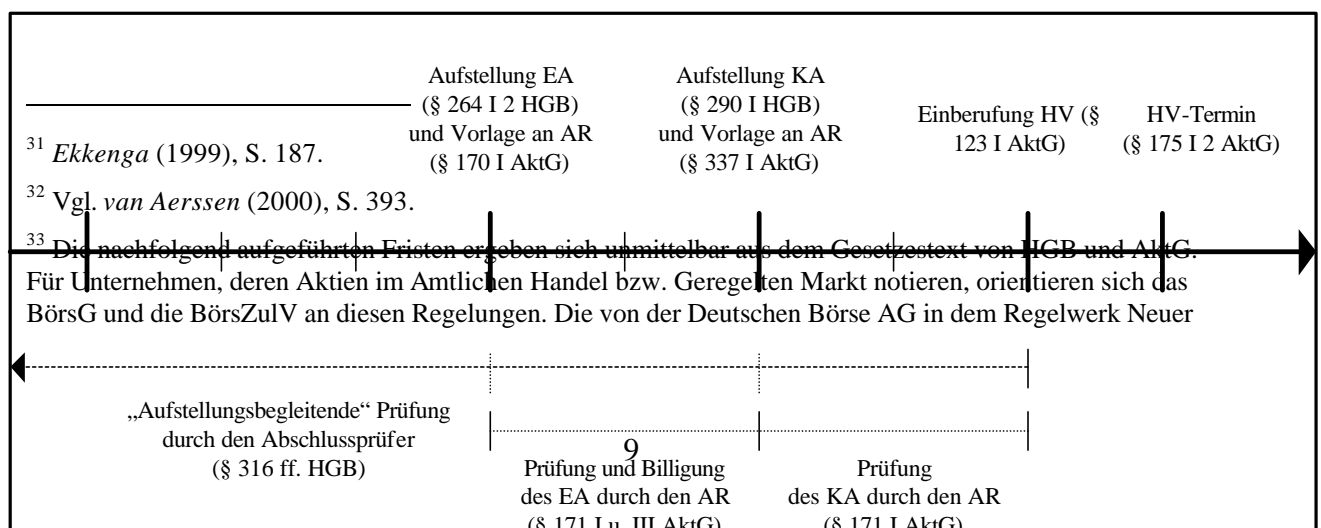 Aufstellung EA
(§ 264 I 2 HGB)
und Vorlage an AR
(§ 170 I AktG)
Aufstellung KA
(§ 290 I HGB)
und Vorlage an AR
(§ 337 I AktG)
Einberufung HV (§
123 I AktG)
HV-Termin
(§ 175 I 2 AktG)
31 Ekkenga (1999), S. 187.
32 Vgl. van Aerssen (2000), S. 393.
33 Die nachfolgend aufgeführten Fristen ergeben sich unmittelbar aus dem Gesetzestext von HGB und AktG.
Für Unternehmen, deren Aktien im Amtlichen Handel bzw. Geregelten Markt notieren, orientieren sich das
BörsG und die BörsZulV an diesen Regelungen. Die von der Deutschen Börse AG in dem Regelwerk Neuer
„Aufstellungsbegleitende“ Prüfung
durch den Abschlussprüfer
(§ 316 ff. HGB)
9
Prüfung und Billigung
des EA durch den AR
(§ 171 I u. III AktG)
Prüfung
des KA durch den AR
(§ 171 I AktG)